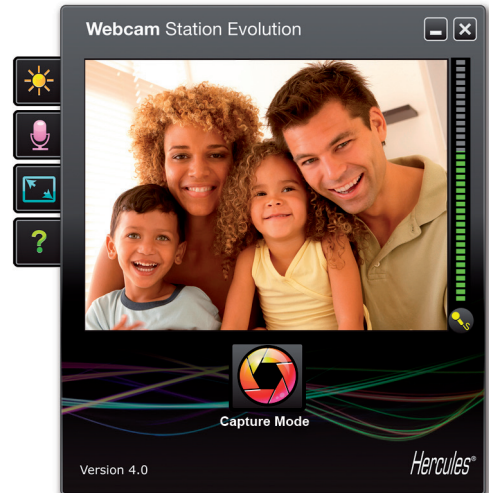 Webcam Station Evolution
?
S
Capture Mode
Version 4.0
Hercules®